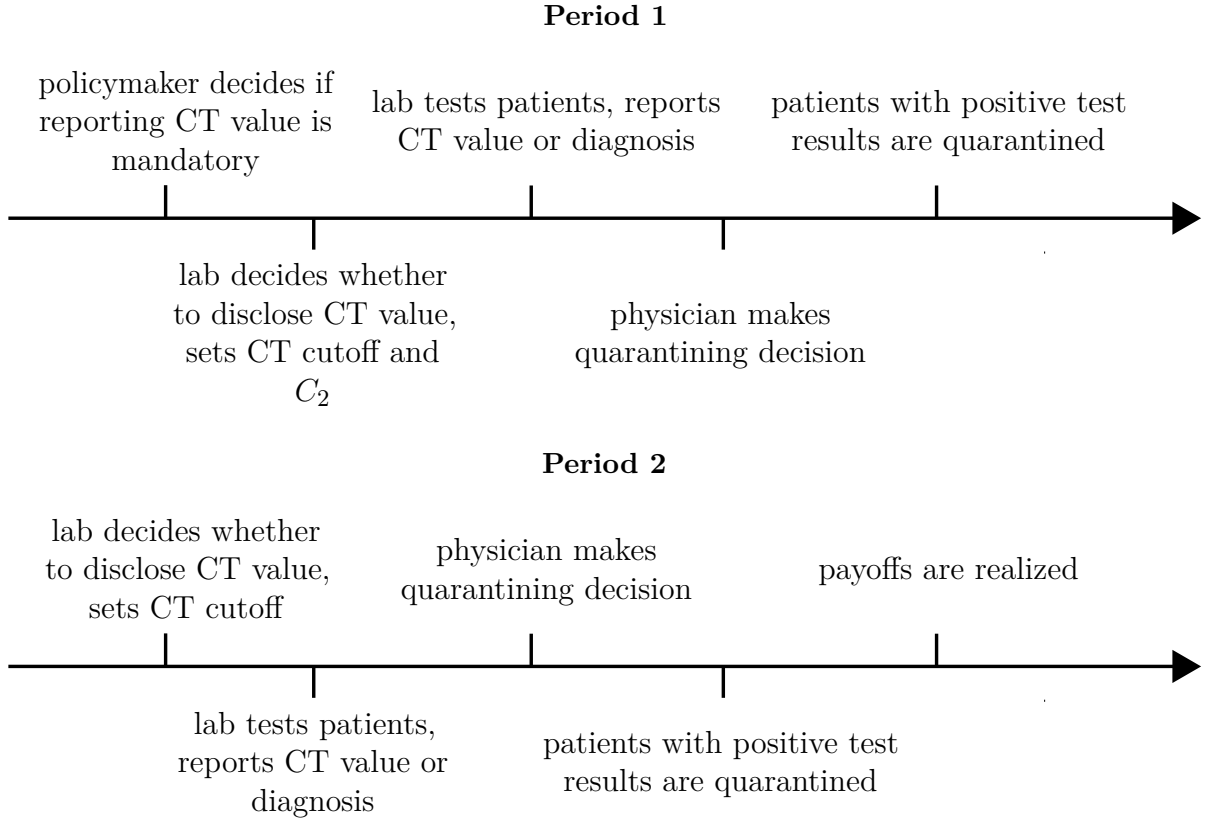 Period 1
policymaker decides if
reporting CT value is
mandatory
lab tests patients, reports
CT value or diagnosis
patients with positive test
results are quarantined
lab decides whether
to disclose CT value,
sets CT cutoff and
C₂
physician makes
quarantining decision
Period 2
lab decides whether
to disclose CT value,
sets CT cutoff
physician makes
quarantining decision
payoffs are realized
lab tests patients,
reports CT value or
diagnosis
patients with positive test
results are quarantined